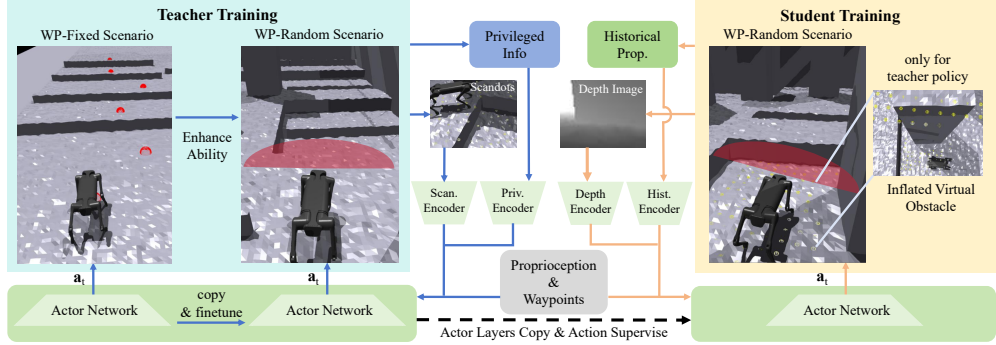 Teacher Training
WP-Fixed Scenario
WP-Random Scenario
Enhance
Ability
a_t
a_t
Actor Network
copy
& finetune
Actor Network
Privileged
Info
Historical
Prop.
Scandots
Depth Image
Scan.
Encoder
Priv.
Encoder
Depth
Encoder
Hist.
Encoder
Proprioception
&
Waypoints
Actor Layers Copy & Action Supervise
Student Training
WP-Random Scenario
only for
teacher policy
Inflated Virtual
Obstacle
a_t
Actor Network